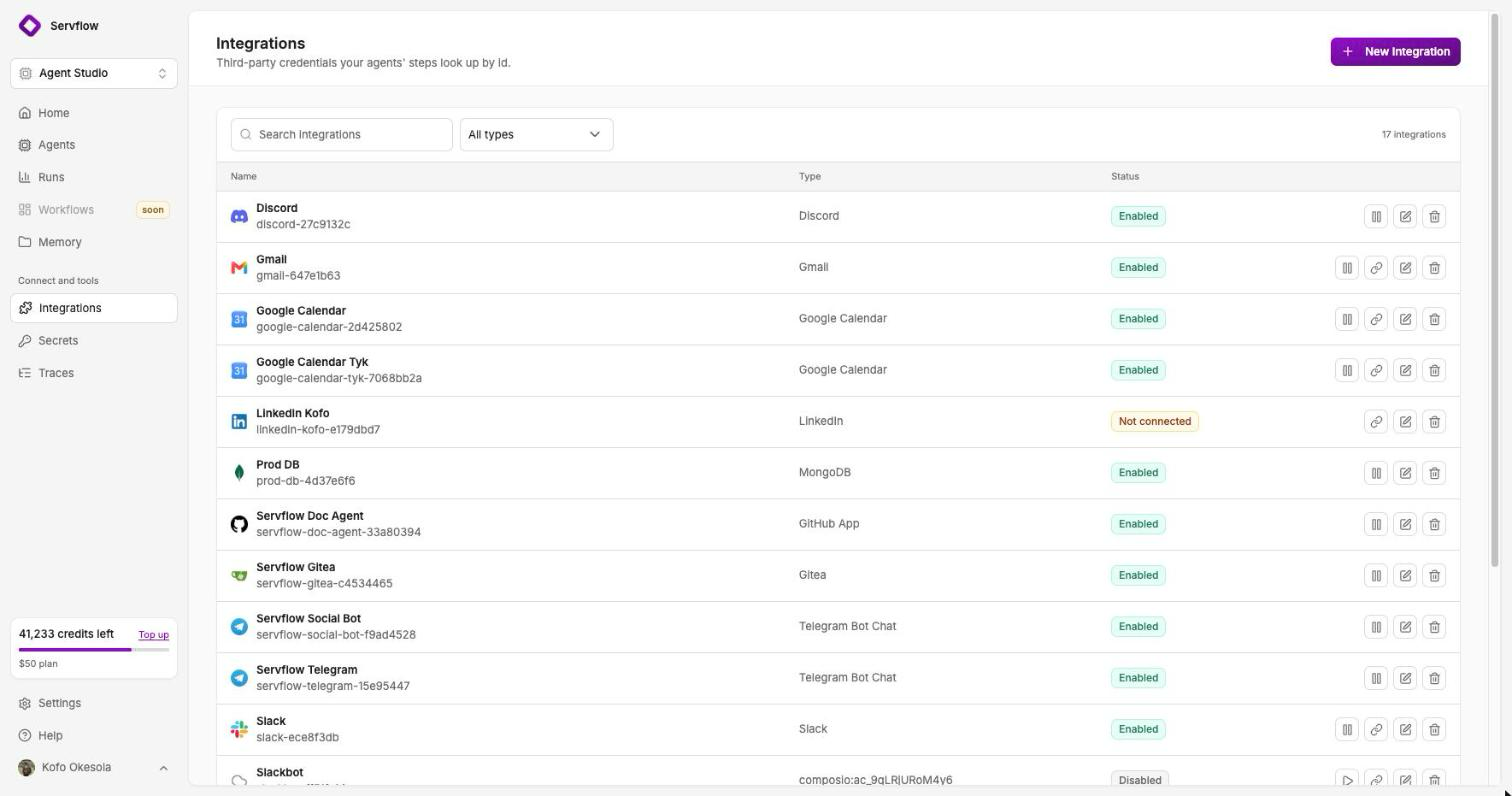 Servflow
Agent Studio
Home
Agents
Runs
Workflows soon
Memory
Connect and tools
Integrations
Secrets
Traces
41,233 credits left Top up
$50 plan
Settings
Help
Kofo Okesola
Integrations
Third-party credentials your agents' steps look up by id.
New Integration
Search integrations
All types
17 integrations
Name Type Status
Discord
discord-27c9132c
Discord Enabled
Gmail
gmail-647e1b63
Gmail Enabled
31
Google Calendar
google-calendar-2d425802
Google Calendar Enabled
31
Google Calendar Tyk
google-calendar-tyk-7068bb2a
Google Calendar Enabled
in
Linkedin Kofo
linkedin-kofo-e179dbd7
LinkedIn Not connected
Prod DB
prod-db-4d37e6f6
MongoDB Enabled
Servflow Doc Agent
servflow-doc-agent-33a80394
GitHub App Enabled
Servflow Gitea
servflow-gitea-c4534465
Gitea Enabled
Servflow Social Bot
servflow-social-bot-f9ad4528
Telegram Bot Chat Enabled
Servflow Telegram
servflow-telegram-15e95447
Telegram Bot Chat Enabled
Slack
slack-ece8f3db
Slack Enabled
Slackbot
composio:ac_9qLRjURoM4y6 Disabled